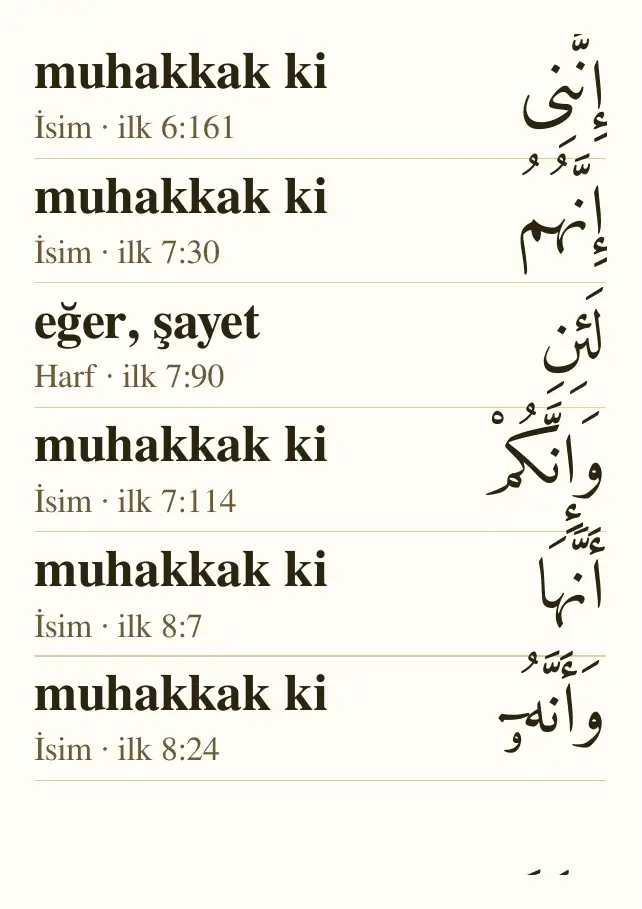 muhakkak ki إِنَّنِى
İsim · ilk 6:161
muhakkak ki إِنَّهُمُ
İsim · ilk 7:30
eğer, şayet لَئِنِ
Harf · ilk 7:90
muhakkak ki وَإِنَّكُمْ
İsim · ilk 7:114
muhakkak ki أَنَّهَا
İsim · ilk 8:7
muhakkak ki وَأَنَّهُۥٓ
İsim · ilk 8:24